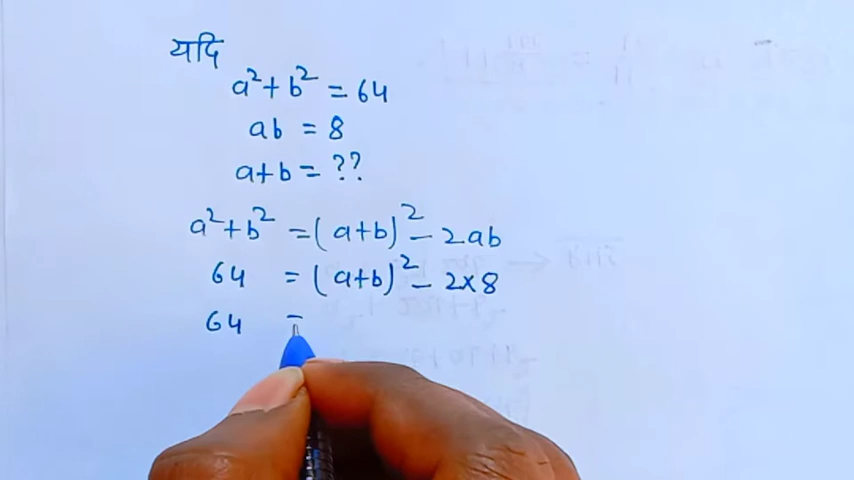 यदि
a²+b² = 64
ab = 8
a+b = ??
a²+b² = (a+b)² - 2ab
64 = (a+b)² - 2×8
64 =